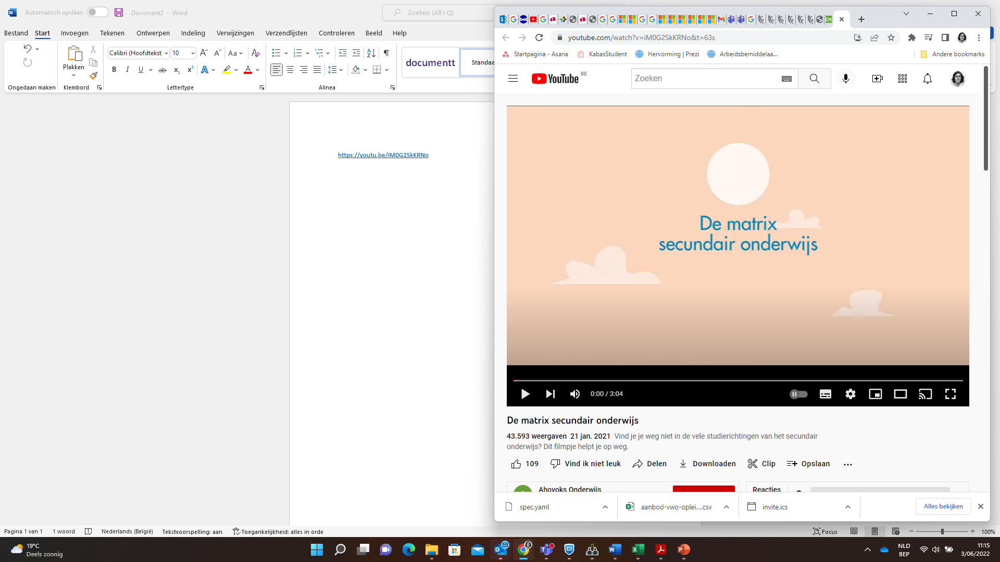 Automatisch opslaan
Document2 - Word
Zoeken (Alt+Q)
Bestand Start Invoegen Tekenen Ontwerpen Indeling Verwijzingen Verzendlijsten Controleren Beeld Help
Plakken
Calibri (Hoofdtekst)
10
documentt
Standaa
Ongedaan maken
Klembord
Lettertype
Alinea
https://youtu.be/iM0G2SkKRNo
youtube.com/watch?v=iM0G2SkKRNo&t=63s
Startpagina - Asana
KabasStudent
Hervorming | Prezi
Arbeidsbemiddelaa...
Andere bookmarks
YouTube BE
Zoeken
De matrix
secundair onderwijs
0:00 / 3:04
De matrix secundair onderwijs
43.593 weergaven 21 jan. 2021 Vind je je weg niet in de vele studierichtingen van het secundair
onderwijs? Dit filmpje helpt je op weg.
109
Vind ik niet leuk
Delen
Downloaden
Clip
Opslaan
Ahovoks Onderwijs
Reacties
spec.yaml
aanbod-vwo-oplei....csv
invite.ics
Alles bekijken
Pagina 1 van 1
1 woord
Nederlands (België)
Tekstvoorspelling: aan
Toegankelijkheid: alles in orde
Focus
100%
19°C
Deels zonnig
NLD
BEP
11:15
3/06/2022